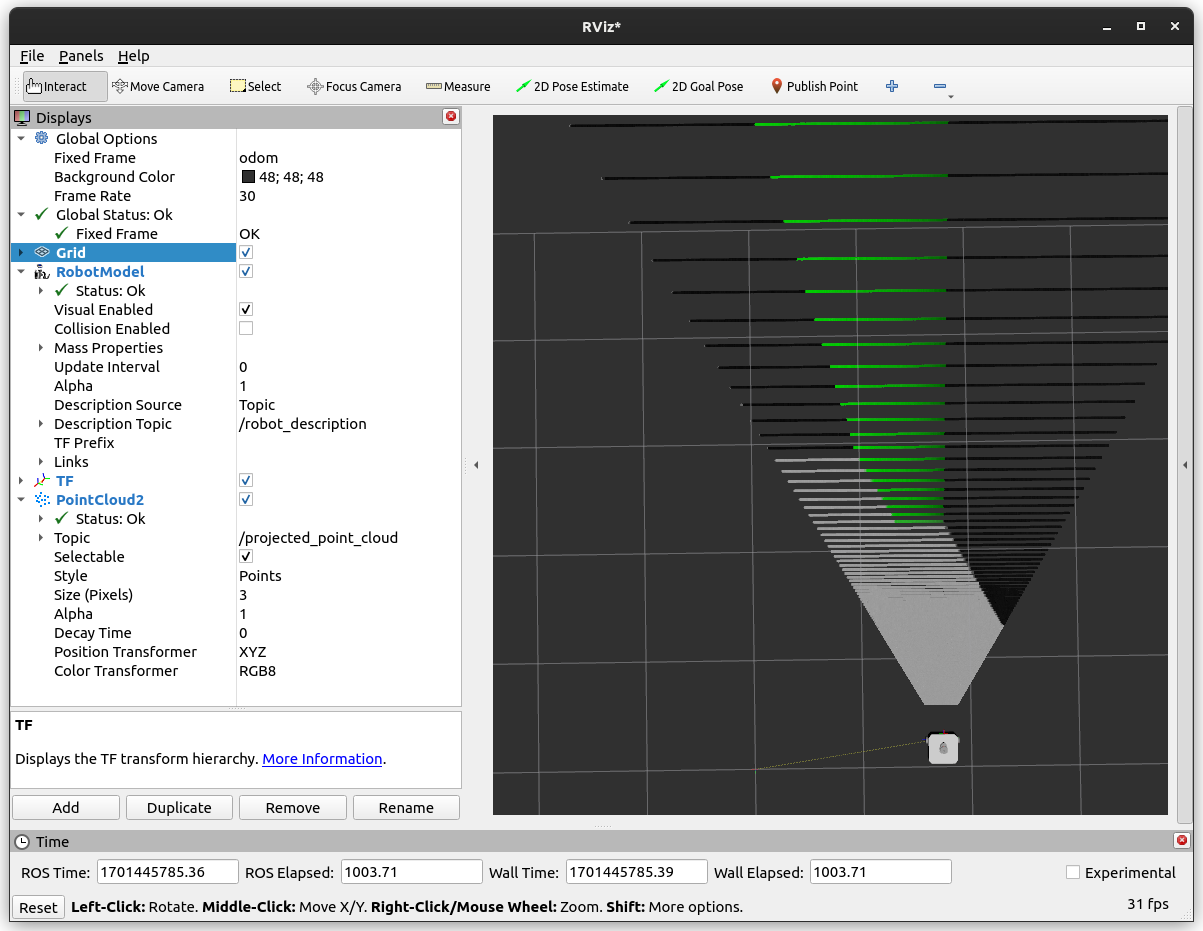 RViz*
File Panels Help
Interact Move Camera Select Focus Camera Measure 2D Pose Estimate 2D Goal Pose Publish Point
Displays
Global Options
Fixed Frame odom
Background Color 48; 48; 48
Frame Rate 30
Global Status: Ok
Fixed Frame OK
Grid
RobotModel
Status: Ok
Visual Enabled
Collision Enabled
Mass Properties
Update Interval 0
Alpha 1
Description Source Topic
Description Topic /robot_description
TF Prefix
Links
TF
PointCloud2
Status: Ok
Topic /projected_point_cloud
Selectable
Style Points
Size (Pixels) 3
Alpha 1
Decay Time 0
Position Transformer XYZ
Color Transformer RGB8
TF
Displays the TF transform hierarchy. More Information.
Add Duplicate Remove Rename
Time
ROS Time: 1701445785.36 ROS Elapsed: 1003.71 Wall Time: 1701445785.39 Wall Elapsed: 1003.71 Experimental
Reset Left-Click: Rotate. Middle-Click: Move X/Y. Right-Click/Mouse Wheel: Zoom. Shift: More options. 31 fps